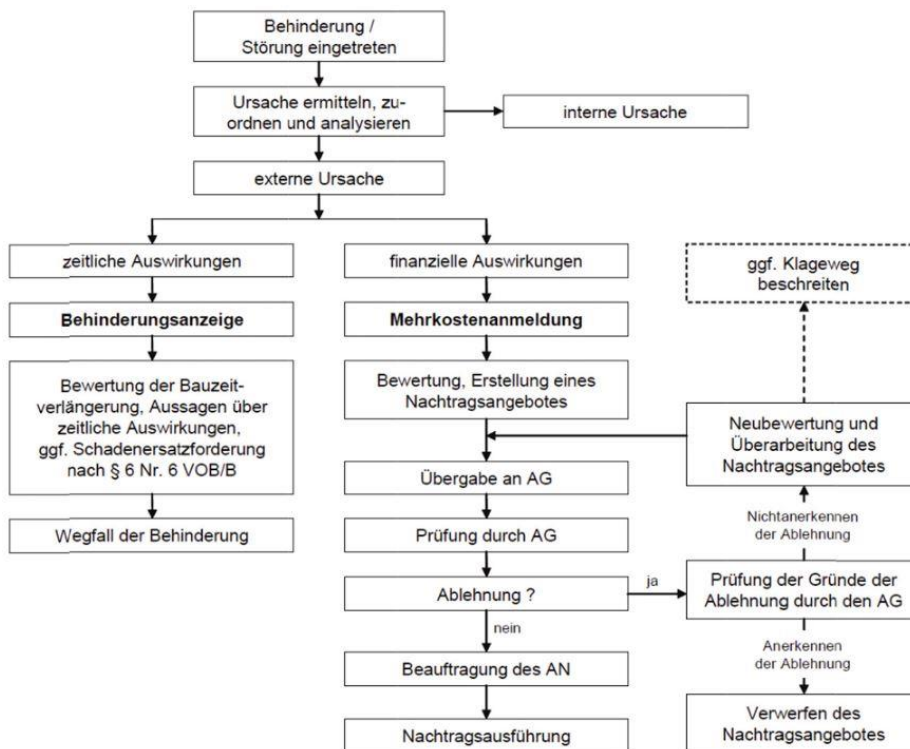 Behinderung /
Störung eingetreten
Ursache ermitteln, zu-
ordnen und analysieren
interne Ursache
externe Ursache
zeitliche Auswirkungen
finanzielle Auswirkungen
ggf. Klageweg
beschreiten
Behinderungsanzeige
Mehrkostenanmeldung
Bewertung der Bauzeit-
verlängerung, Aussagen über
zeitliche Auswirkungen,
ggf. Schadenersatzforderung
nach § 6 Nr. 6 VOB/B
Bewertung, Erstellung eines
Nachtragsangebotes
Neubewertung und
Überarbeitung des
Nachtragsangebotes
Übergabe an AG
Wegfall der Behinderung
Prüfung durch AG
Nichtanerkennen
der Ablehnung
Ablehnung ?
ja
Prüfung der Gründe der
Ablehnung durch den AG
nein
Anerkennen
der Ablehnung
Beauftragung des AN
Nachtragsausführung
Verwerfen des
Nachtragsangebotes